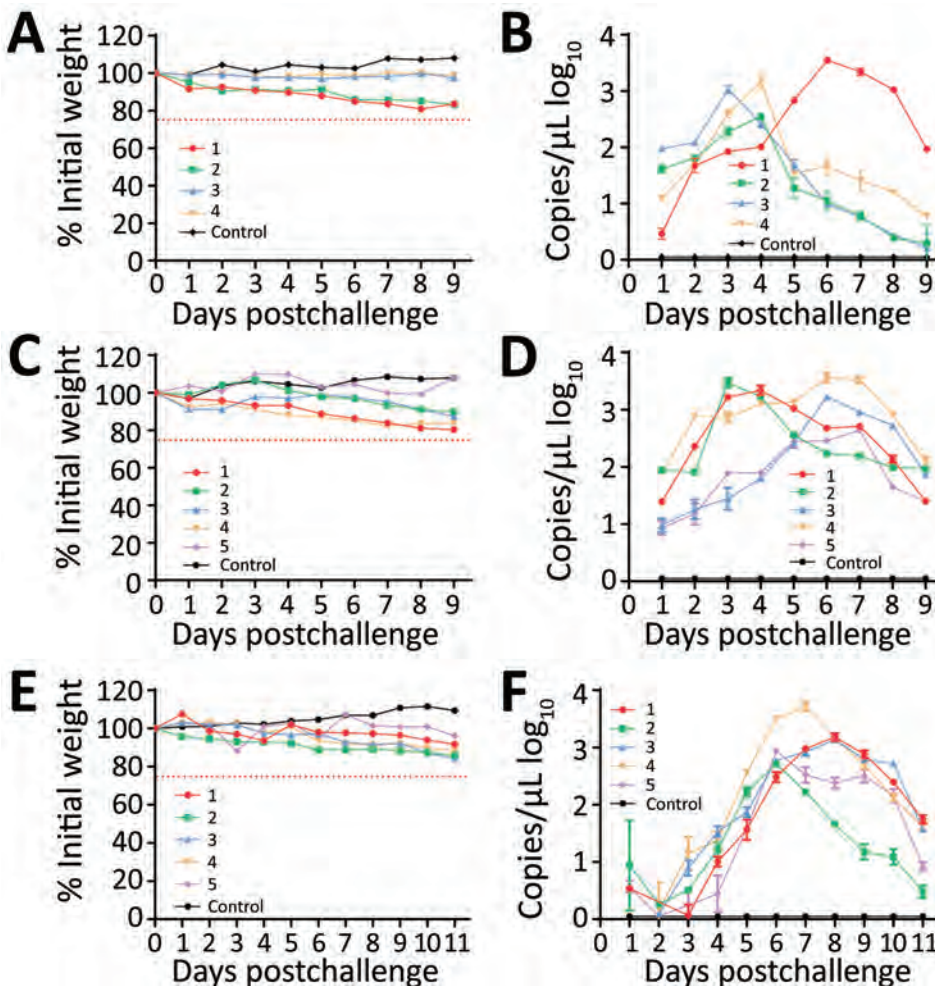 A
% Initial weight
120
100
80
60
40
20
0
1
2
3
4
Control
0 1 2 3 4 5 6 7 8 9
Days postchallenge
B
Copies/µL log10
4
3
2
1
0
1
2
3
4
Control
0 1 2 3 4 5 6 7 8 9
Days postchallenge
C
% Initial weight
120
100
80
60
40
20
0
1
2
3
4
5
Control
0 1 2 3 4 5 6 7 8 9
Days postchallenge
D
Copies/µL log10
4
3
2
1
0
1
2
3
4
5
Control
0 1 2 3 4 5 6 7 8 9
Days postchallenge
E
% Initial weight
120
100
80
60
40
20
0
1
2
3
4
5
Control
0 1 2 3 4 5 6 7 8 9 10 11
Days postchallenge
F
Copies/µL log10
4
3
2
1
0
1
2
3
4
5
Control
0 1 2 3 4 5 6 7 8 9 10 11
Days postchallenge